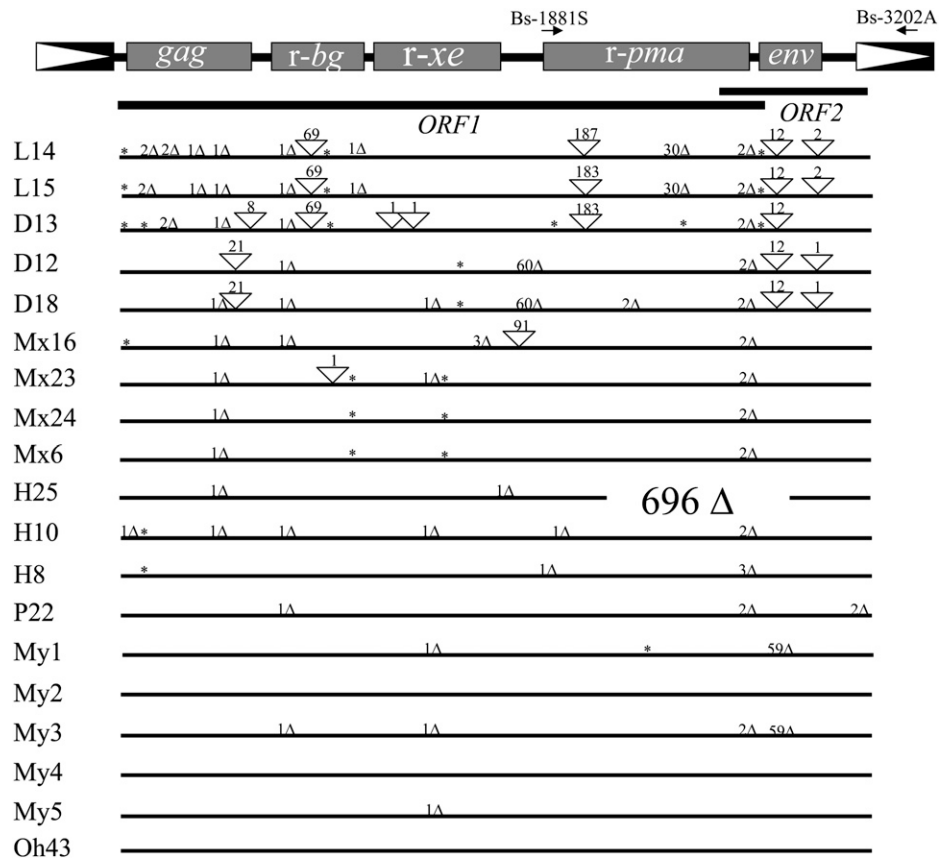 Bs-1881S Bs-3202A
gag r-bg r-xe r-pma env
ORF1 ORF2
L14 * 2Δ 2Δ 1Δ 1Δ 1Δ 69 * 1Δ 187 30Δ 2Δ * 12 2
L15 * 2Δ 1Δ 1Δ 1Δ 69 * 1Δ 183 30Δ 2Δ * 12 2
D13 * * 2Δ 1Δ 8 1Δ 69 * 1 1 * 183 * 2Δ * 12
D12 21 1Δ * 60Δ 2Δ 12 1
D18 1Δ 21 1Δ 1Δ * 60Δ 2Δ 2Δ 12 1
Mx16 * 1Δ 1Δ 3Δ 91 2Δ
Mx23 1Δ 1 * 1Δ * 2Δ
Mx24 1Δ * * 2Δ
Mx6 1Δ * * 2Δ
H25 1Δ 1Δ 696 Δ
H10 1Δ * 1Δ 1Δ 1Δ 1Δ 2Δ
H8 * 1Δ 3Δ
P22 1Δ 2Δ 2Δ
My1 1Δ * 59Δ
My2
My3 1Δ 1Δ 2Δ 59Δ
My4
My5 1Δ
Oh43